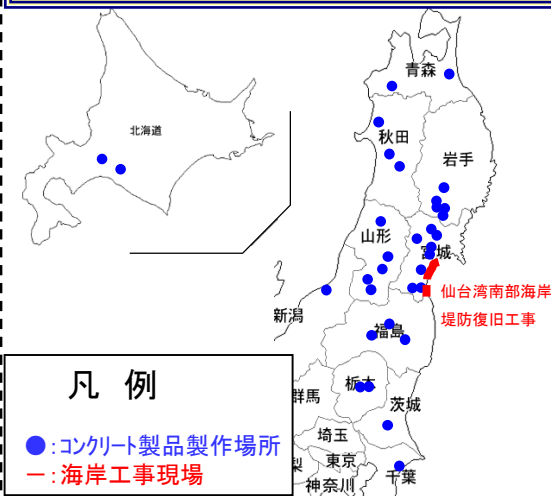 青森
北海道
秋田
岩手
山形
宮城
仙台湾南部海岸
堤防復旧工事
新潟
福島
凡 例
群馬
栃木
茨城
●:コンクリート製品製作場所
埼玉
ー:海岸工事現場
梨
東京
千葉
神奈川